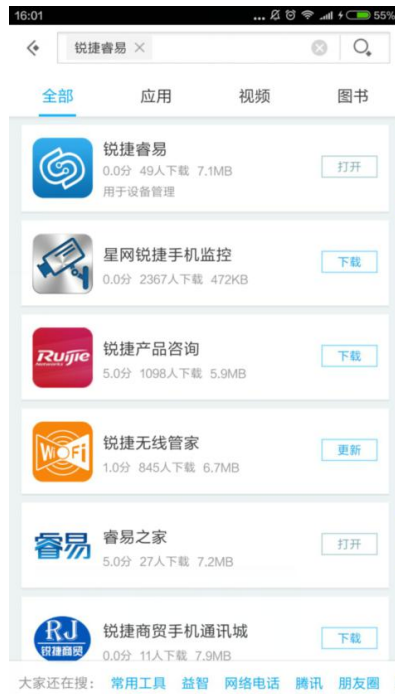 16:01 ... 55%
锐捷睿易
全部 应用 视频 图书
锐捷睿易
0.0分 49人下载 7.1MB
用于设备管理
打开
星网锐捷手机监控
0.0分 2367人下载 472KB
下载
Ruijie
Networks
锐捷产品咨询
5.0分 1098人下载 5.9MB
下载
WiFi
锐捷无线管家
1.0分 845人下载 6.7MB
更新
睿易
睿易之家
5.0分 27人下载 7.2MB
打开
RJ
锐捷商贸
锐捷商贸手机通讯城
0.0分 11人下载 7.9MB
下载
大家还在搜: 常用工具 益智 网络电话 腾讯 朋友圈